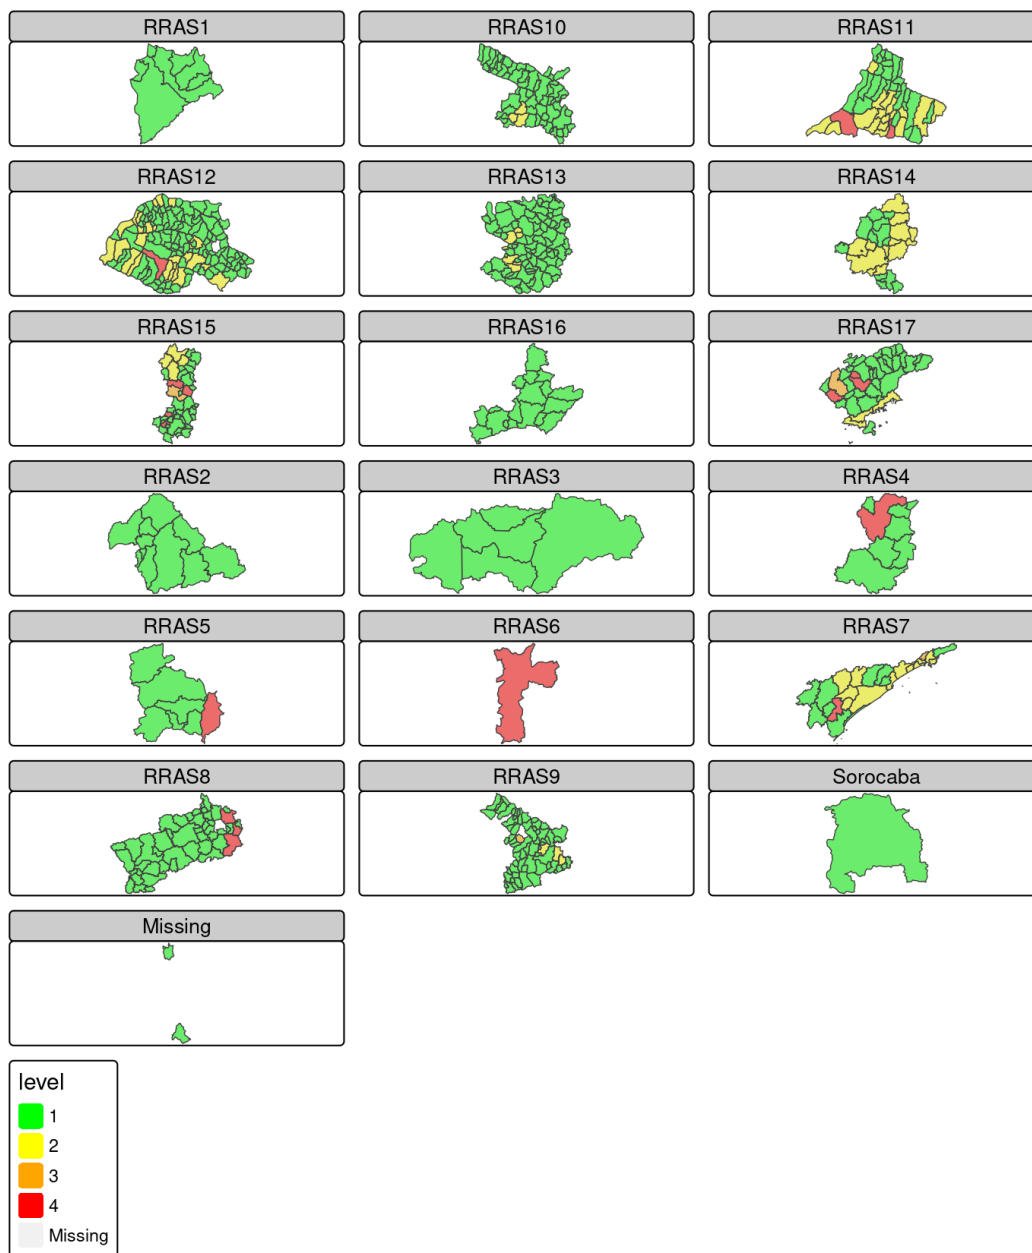 RRAS1
RRAS10
RRAS11
RRAS12
RRAS13
RRAS14
RRAS15
RRAS16
RRAS17
RRAS2
RRAS3
RRAS4
RRAS5
RRAS6
RRAS7
RRAS8
RRAS9
Sorocaba
Missing
level
1
2
3
4
Missing